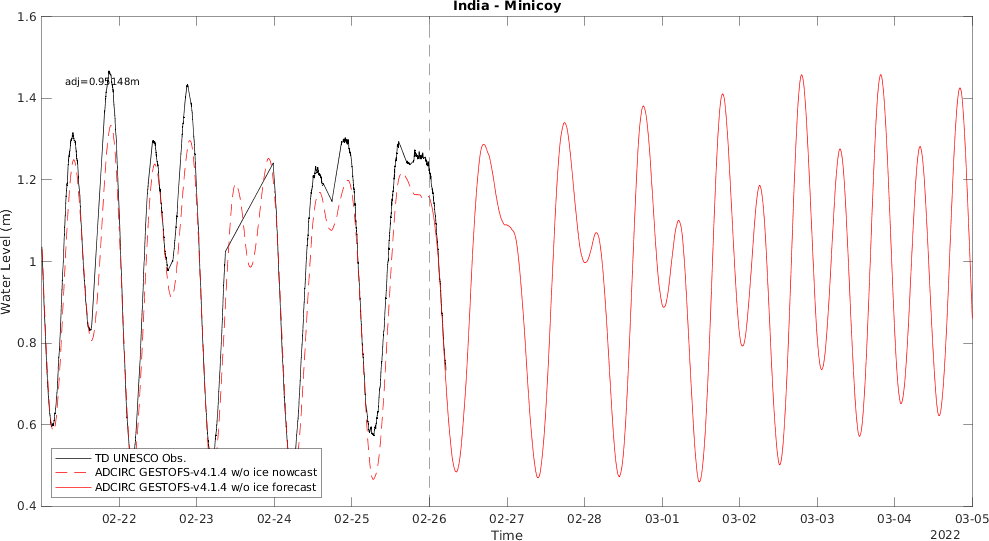 India - Minicoy
1.6
1.4
1.2
1
0.8
0.6
0.4
Water Level (m)
adj=0.95148m
TD UNESCO Obs.
ADCIRC GESTOFS-v4.1.4 w/o ice nowcast
ADCIRC GESTOFS-v4.1.4 w/o ice forecast
02-22 02-23 02-24 02-25 02-26 02-27 02-28 03-01 03-02 03-03 03-04 03-05
Time
2022